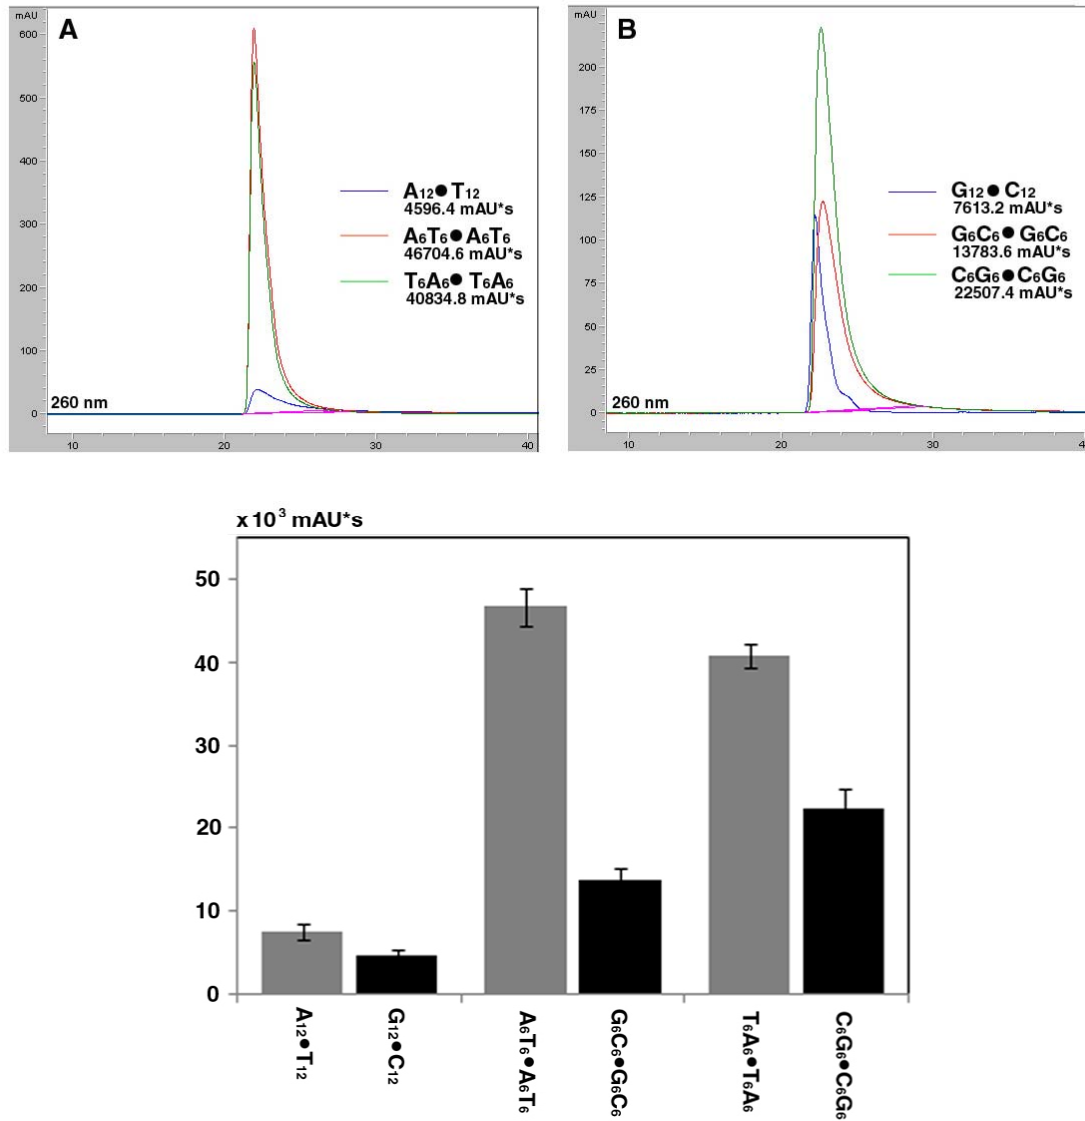 mAU
A
600
500
400
300
200
100
0
A12●T12
4596.4 mAU*s
A6T6●A6T6
46704.6 mAU*s
T6A6●T6A6
40834.8 mAU*s
260 nm
10 20 30 40
mAU
B
200
175
150
125
100
75
50
25
0
G12●C12
7613.2 mAU*s
G6C6●G6C6
13783.6 mAU*s
C6G6●C6G6
22507.4 mAU*s
260 nm
10 20 30 4
x 10³ mAU*s
50
40
30
20
10
0
A12●T12
G12●C12
A6T6●A6T6
G6C6●G6C6
T6A6●T6A6
C6G6●C6G6